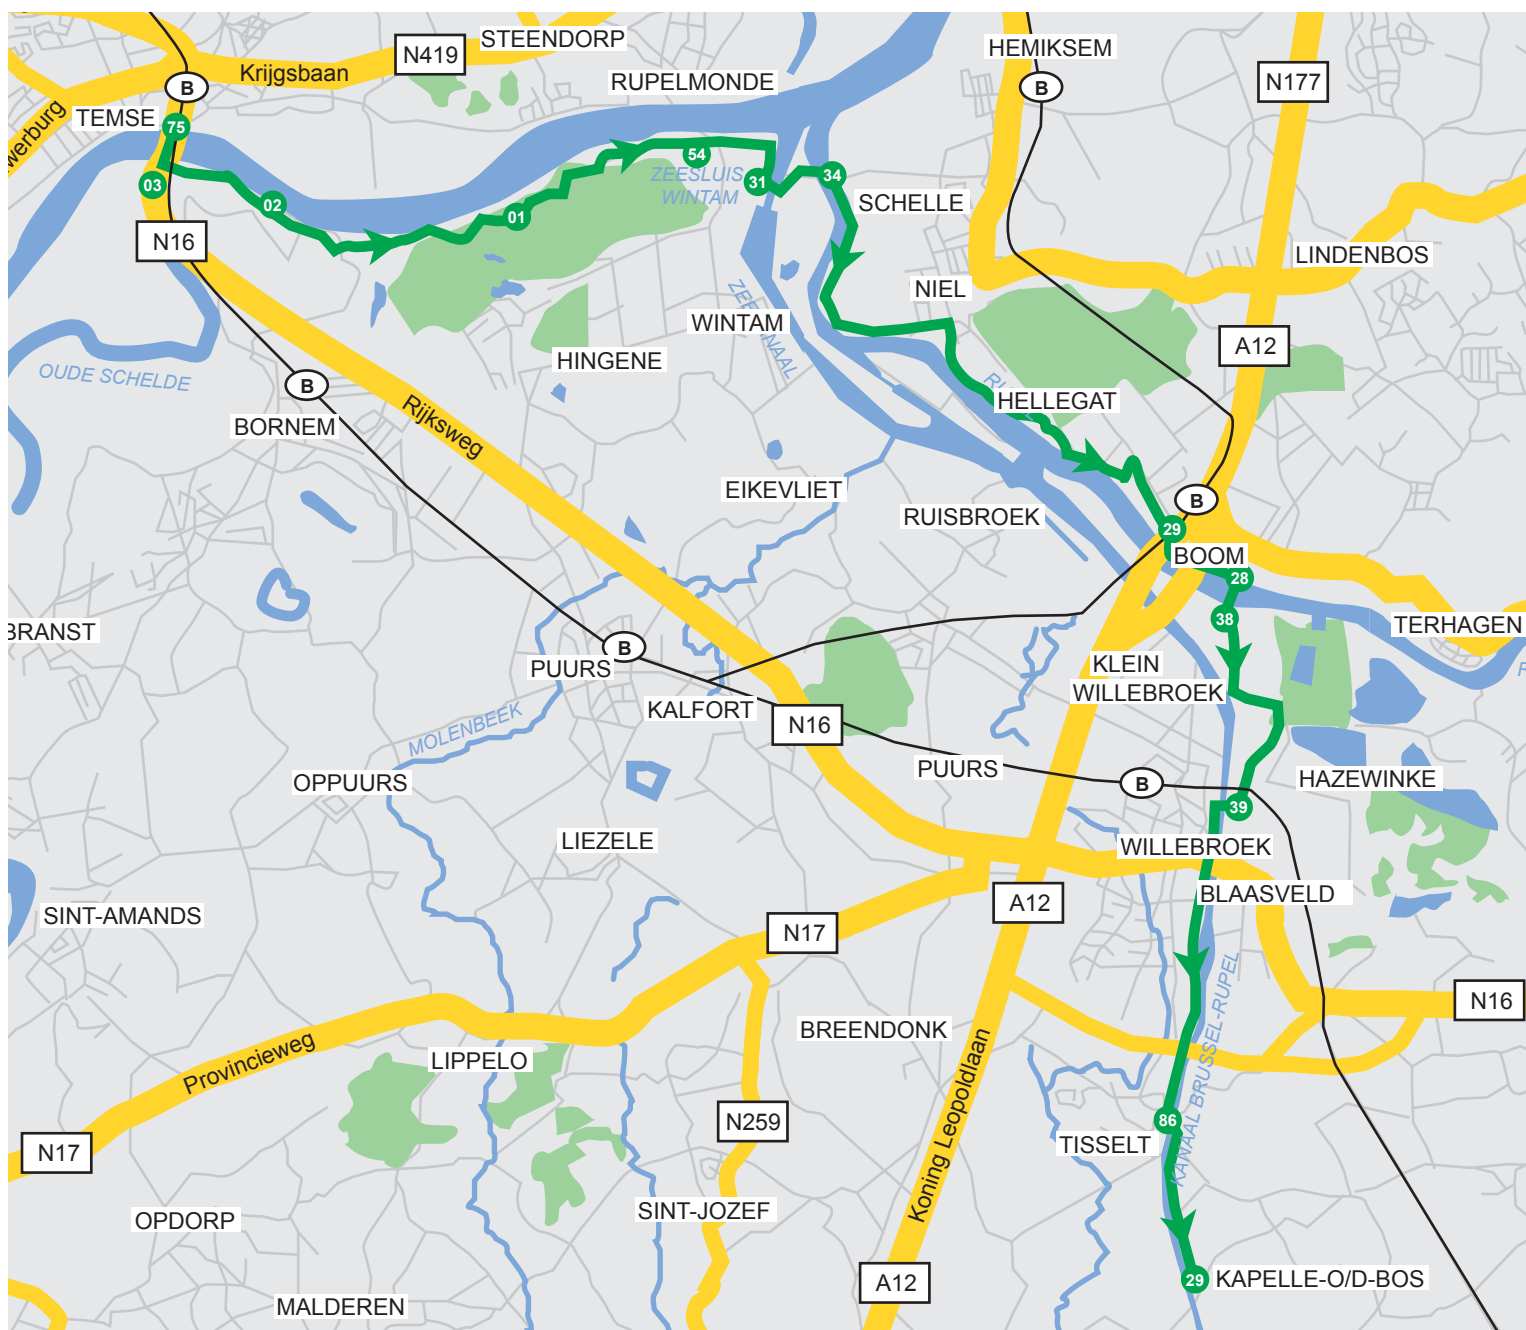 STEENDORP
N419
HEMIKSEM
Krijgsbaan
RUPELMONDE
N177
B
B
TEMSE
werburg
75
54
ZEESLUIS
WINTAM
31
34
03
02
01
SCHELLE
N16
LINDENBOS
NIEL
WINTAM
ZEEKANAAL
A12
HINGENE
OUDE SCHELDE
B
RU
HELLEGAT
BORNEM
Rijksweg
EIKEVLIET
B
RUISBROEK
29
BOOM
28
38
BRANST
TERHAGEN
B
PUURS
KLEIN
WILLEBROEK
R
KALFORT
N16
MOLENBEEK
PUURS
OPPUURS
B
HAZEWINKE
39
LIEZELE
WILLEBROEK
BLAASVELD
A12
SINT-AMANDS
N17
N16
BREENDONK
KANAAL BRUSSEL-RUPEL
Provincieweg
LIPPELO
Koning Leopoldlaan
N259
86
TISSELT
N17
SINT-JOZEF
OPDORP
A12
29
KAPELLE-O/D-BOS
MALDEREN